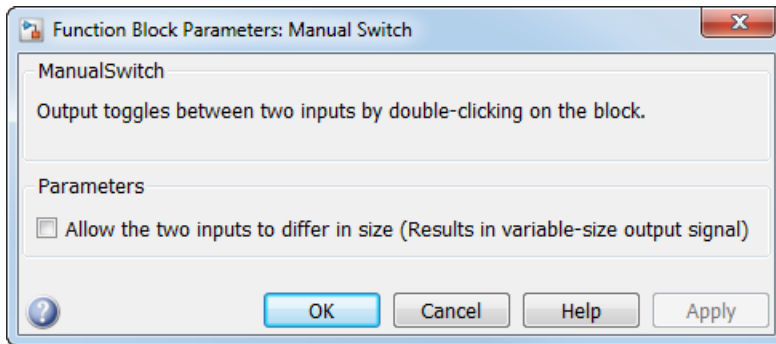 Function Block Parameters: Manual Switch
ManualSwitch
Output toggles between two inputs by double-clicking on the block.
Parameters
Allow the two inputs to differ in size (Results in variable-size output signal)
OK Cancel Help Apply